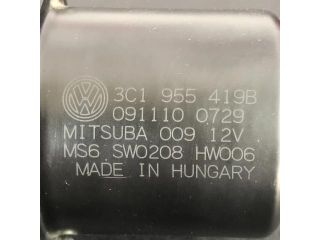 3C1 955 419B
091110 0729
MITSUBA 009 12V
MS6 SW0208 HW006
MADE IN HUNGARY